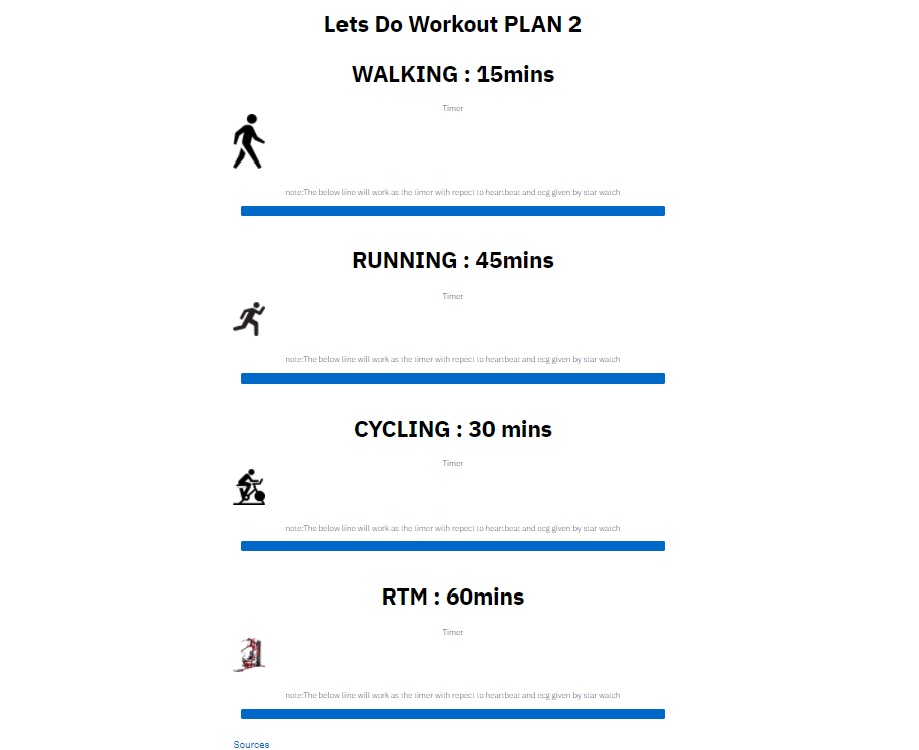 Lets Do Workout PLAN 2
WALKING : 15mins
Timer
note:The below liine will work as the timer with repect to heartbeat and ecg given by star watch
RUNNING : 45mins
Timer
note:The below liine will work as the timer with repect to heartbeat and ecg given by star watch
CYCLING : 30 mins
Timer
note:The below liine will work as the timer with repect to heartbeat and ecg given by star watch
RTM : 60mins
Timer
note:The below liine will work as the timer with repect to heartbeat and ecg given by star watch
Sources